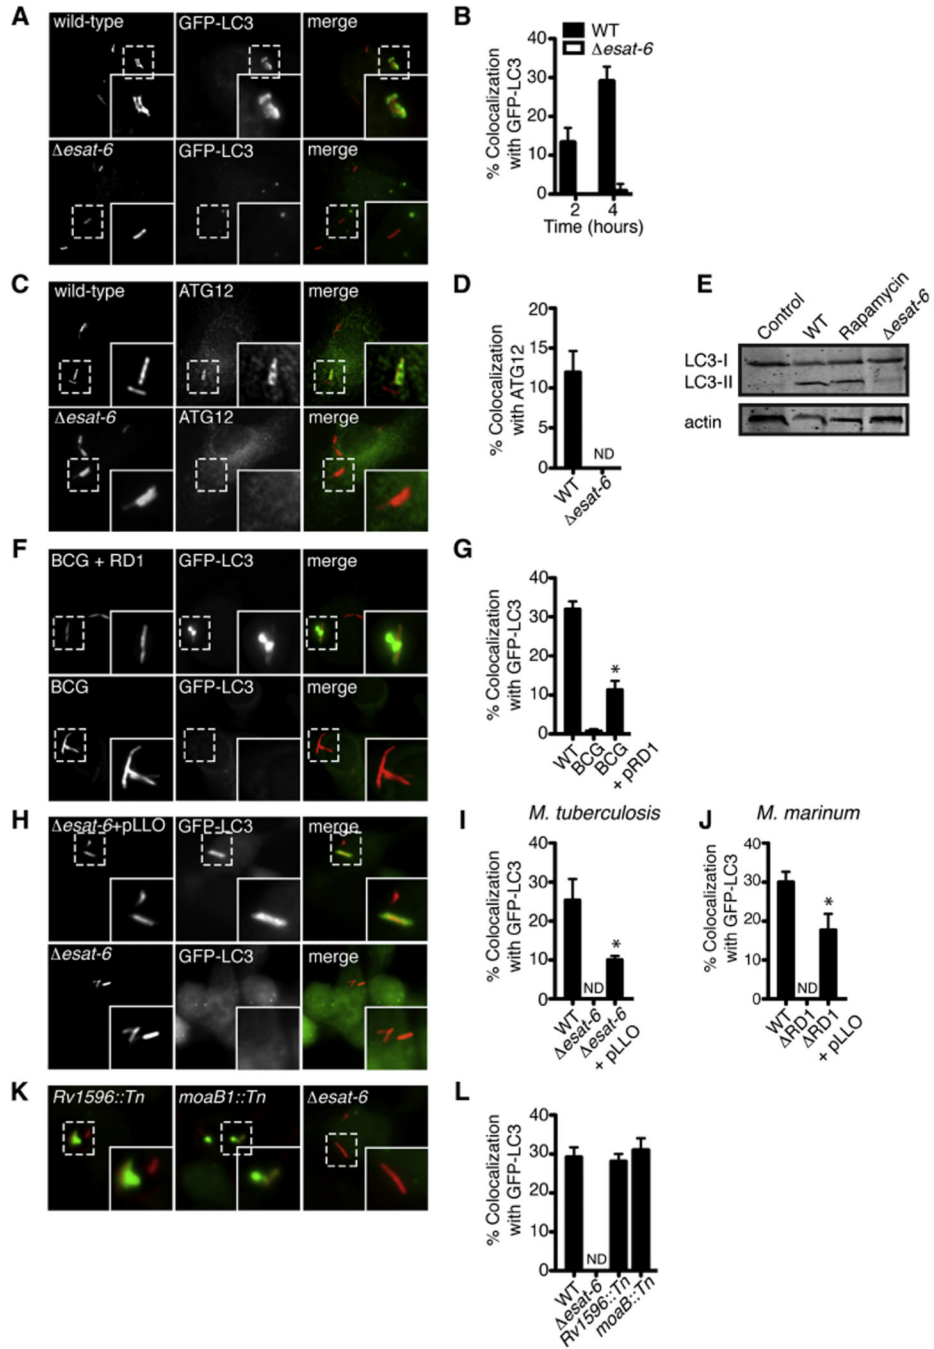 A
wild-type GFP-LC3 merge
Δesat-6 GFP-LC3 merge
B
WT
Δesat-6
% Colocalization
with GFP-LC3
40
30
20
10
0
2 4
Time (hours)
C
wild-type ATG12 merge
Δesat-6 ATG12 merge
D
% Colocalization
with ATG12
20
15
10
5
0
ND
WT
Δesat-6
E
Control
WT
Rapamycin
Δesat-6
LC3-I
LC3-II
actin
F
BCG + RD1 GFP-LC3 merge
BCG GFP-LC3 merge
G
% Colocalization
with GFP-LC3
40
30
20
10
0
*
WT
BCG
BCG
+ pRD1
H
Δesat-6+pLLO GFP-LC3 merge
Δesat-6 GFP-LC3 merge
I
M. tuberculosis
% Colocalization
with GFP-LC3
40
30
20
10
0
ND
*
WT
Δesat-6
Δesat-6
+ pLLO
J
M. marinum
% Colocalization
with GFP-LC3
40
30
20
10
0
ND
*
WT
ΔRD1
ΔRD1
+ pLLO
K
Rv1596::Tn moaB1::Tn Δesat-6
L
% Colocalization
with GFP-LC3
40
30
20
10
0
ND
WT
Δesat-6
Rv1596::Tn
moaB::Tn